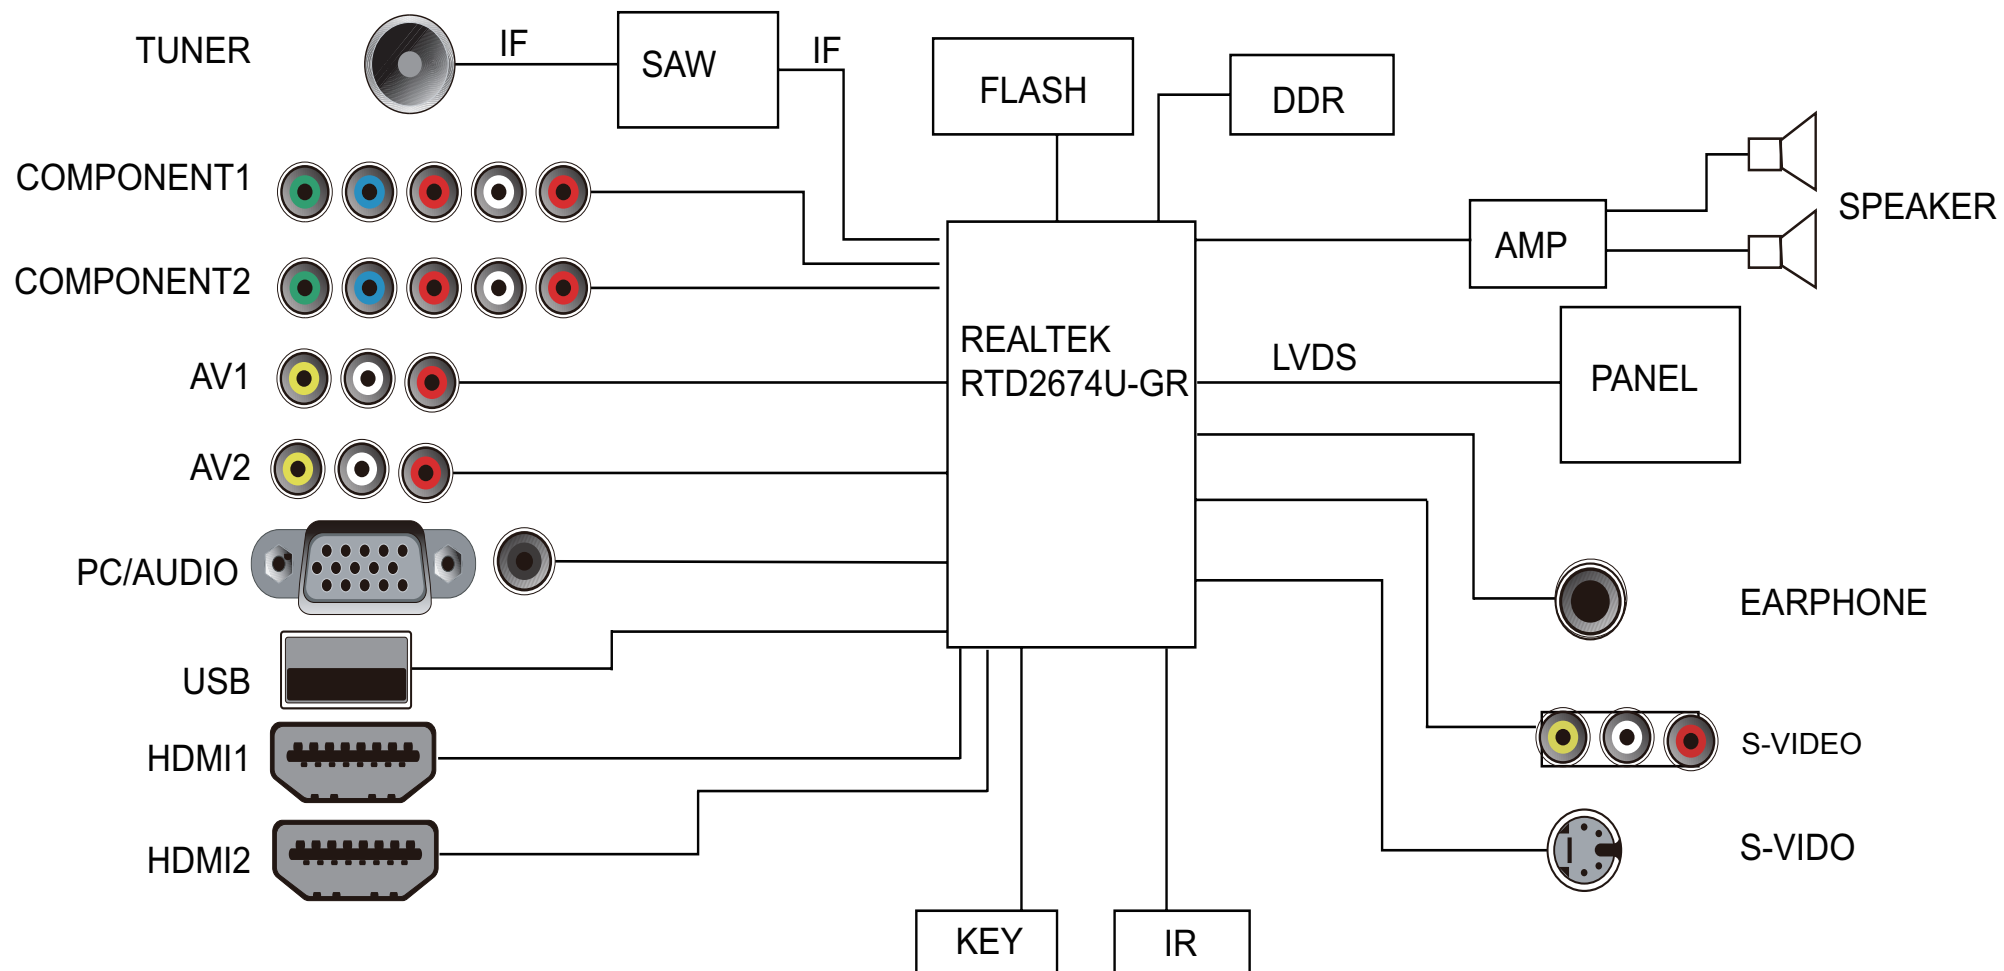 TUNER
IF
SAW
IF
FLASH
DDR
COMPONENT1
SPEAKER
AMP
COMPONENT2
REALTEK
RTD2674U-GR
LVDS
PANEL
AV1
AV2
PC/AUDIO
EARPHONE
USB
HDMI1
S-VIDEO
HDMI2
S-VIDO
KEY
IR